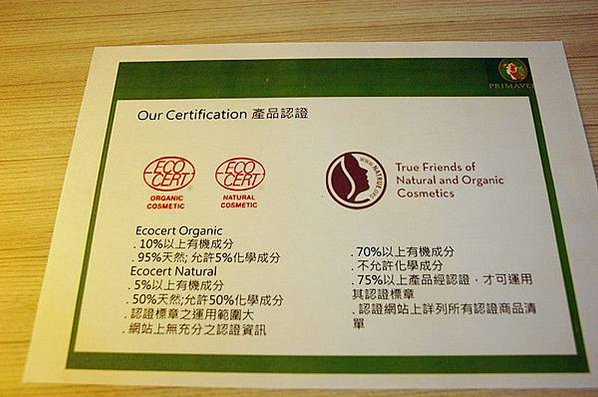 PRIMAVE
Our Certification 產品認證
ECO
CERT
ORGANIC
COSMETIC
ECO
CERT
NATURAL
COSMETIC
www.NATRUE.org
True Friends of
Natural and Organic
Cosmetics
Ecocert Organic
. 10%以上有機成分
. 95%天然; 允許5%化學成分
Ecocert Natural
. 5%以上有機成分
. 50%天然;允許50%化學成分
. 認證標章之運用範圍大
. 網站上無充分之認證資訊
. 70%以上有機成分
. 不允許化學成分
. 75%以上產品經認證，才可運用
其認證標章
. 認證網站上詳列所有認證商品清
單